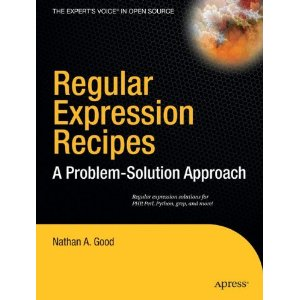 THE EXPERT'S VOICE® IN OPEN SOURCE
Regular
Expression
Recipes
A Problem-Solution Approach
Regular expression solutions for
PHP, Perl, Python, grep, and more!
Nathan A. Good
Apress®